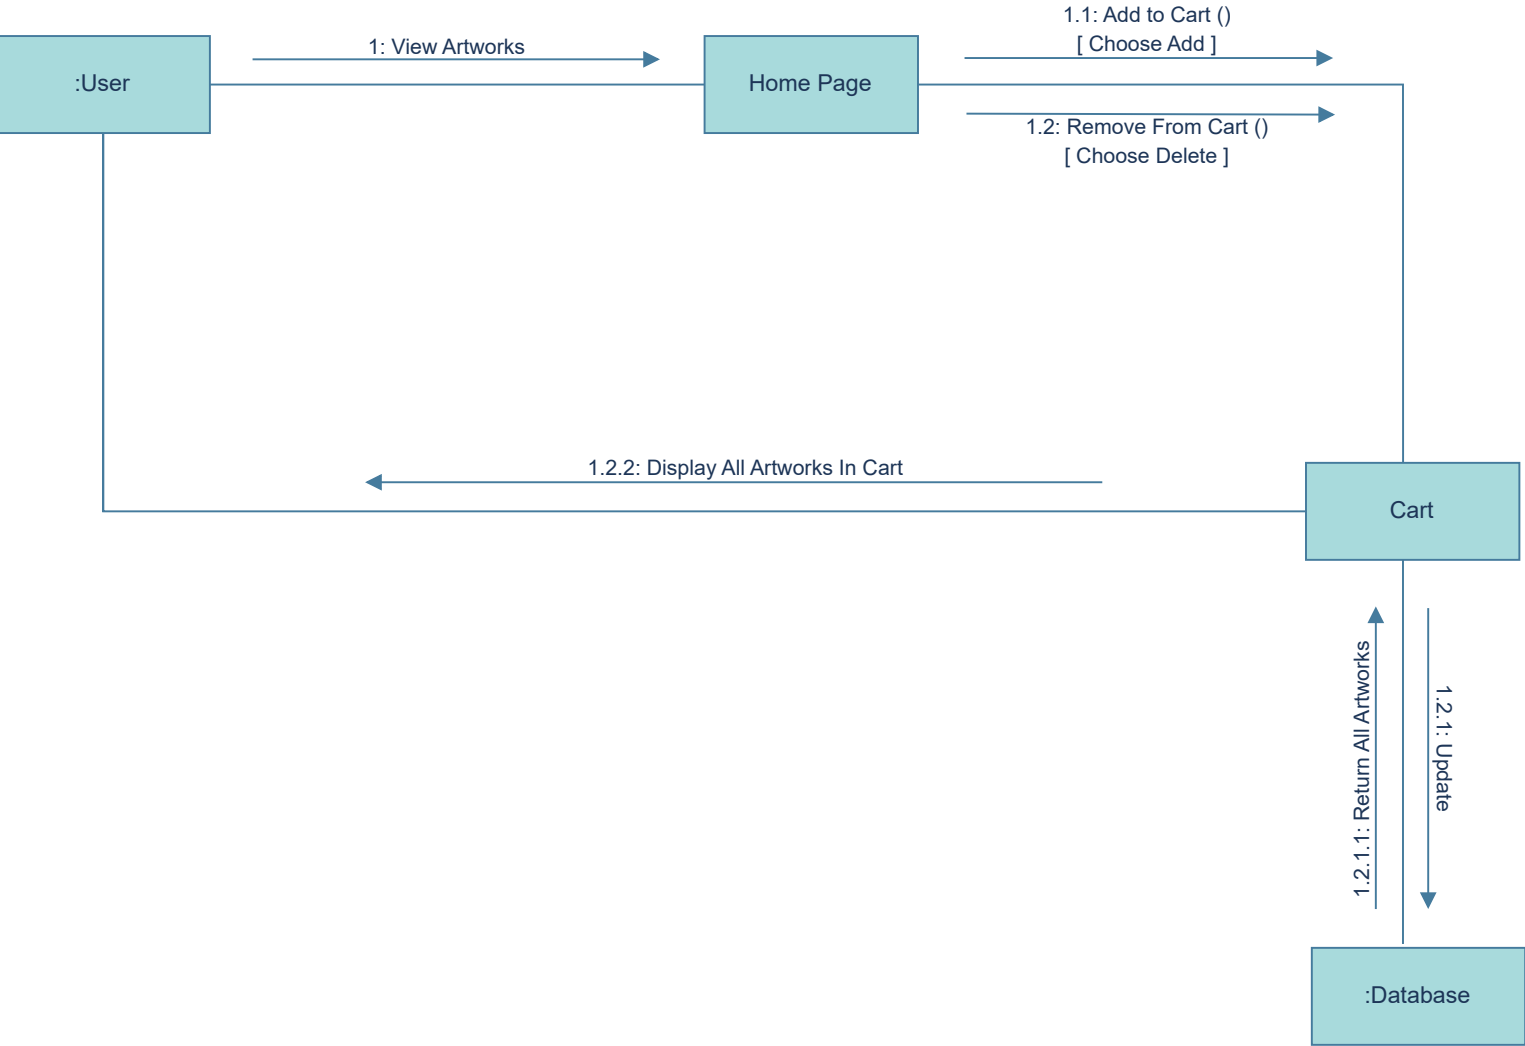 1.1: Add to Cart ()
[ Choose Add ]
1: View Artworks
:User
Home Page
1.2: Remove From Cart ()
[ Choose Delete ]
1.2.2: Display All Artworks In Cart
Cart
1.2.1.1: Return All Artworks
1.2.1: Update
:Database